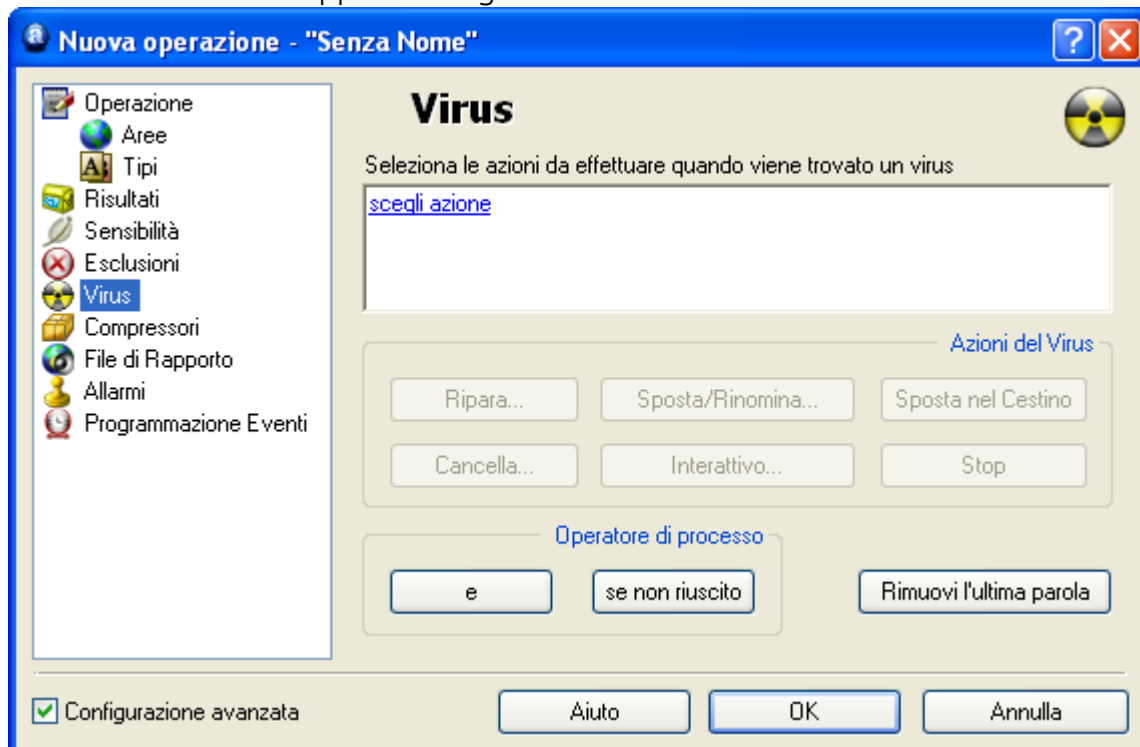 Nuova operazione - "Senza Nome"
Operazione
Aree
Tipi
Risultati
Sensibilità
Esclusioni
Virus
Compressori
File di Rapporto
Allarmi
Programmazione Eventi
Virus
Seleziona le azioni da effettuare quando viene trovato un virus
scegli azione
Azioni del Virus
Ripara... Sposta/Rinomina... Sposta nel Cestino
Cancella... Interattivo... Stop
Operatore di processo
e se non riuscito Rimuovi l'ultima parola
Configurazione avanzata Aiuto OK Annulla